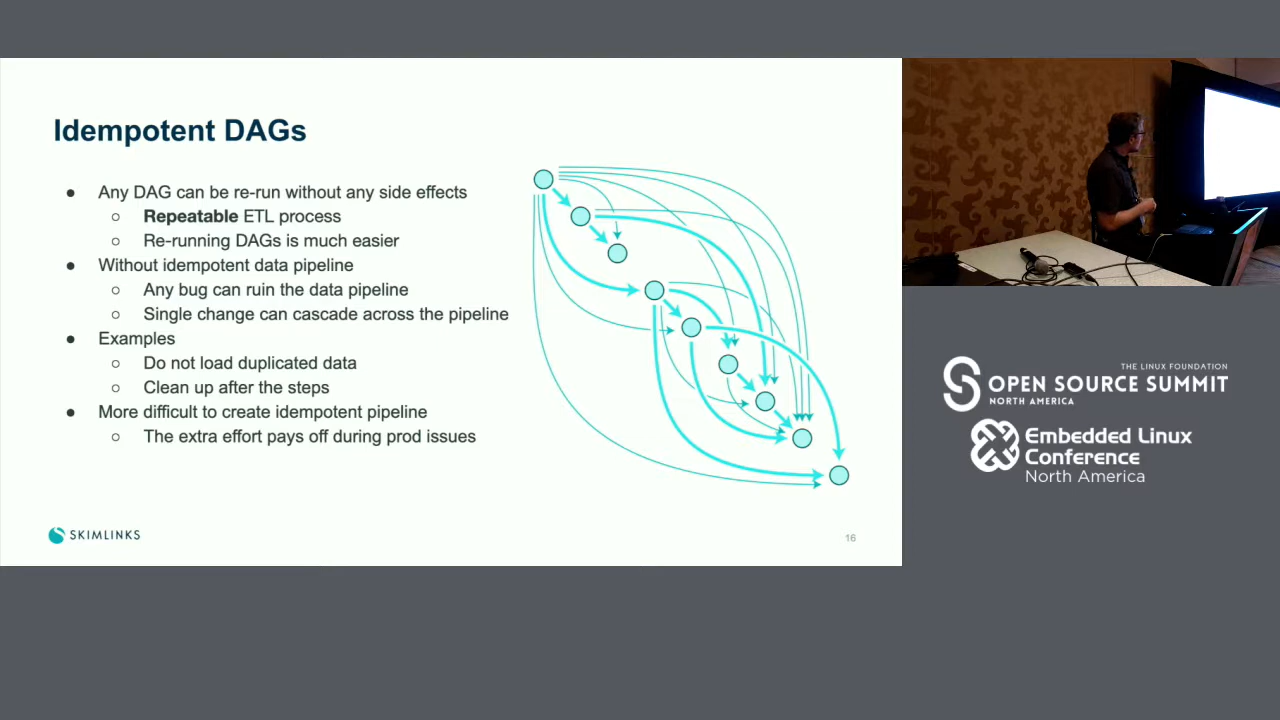 Idempotent DAGs
● Any DAG can be re-run without any side effects
○ Repeatable ETL process
○ Re-running DAGs is much easier
● Without idempotent data pipeline
○ Any bug can ruin the data pipeline
○ Single change can cascade across the pipeline
● Examples
○ Do not load duplicated data
○ Clean up after the steps
● More difficult to create idempotent pipeline
○ The extra effort pays off during prod issues
SKIMLINKS
16
THE LINUX FOUNDATION
OPEN SOURCE SUMMIT
NORTH AMERICA
Embedded Linux
Conference
North America